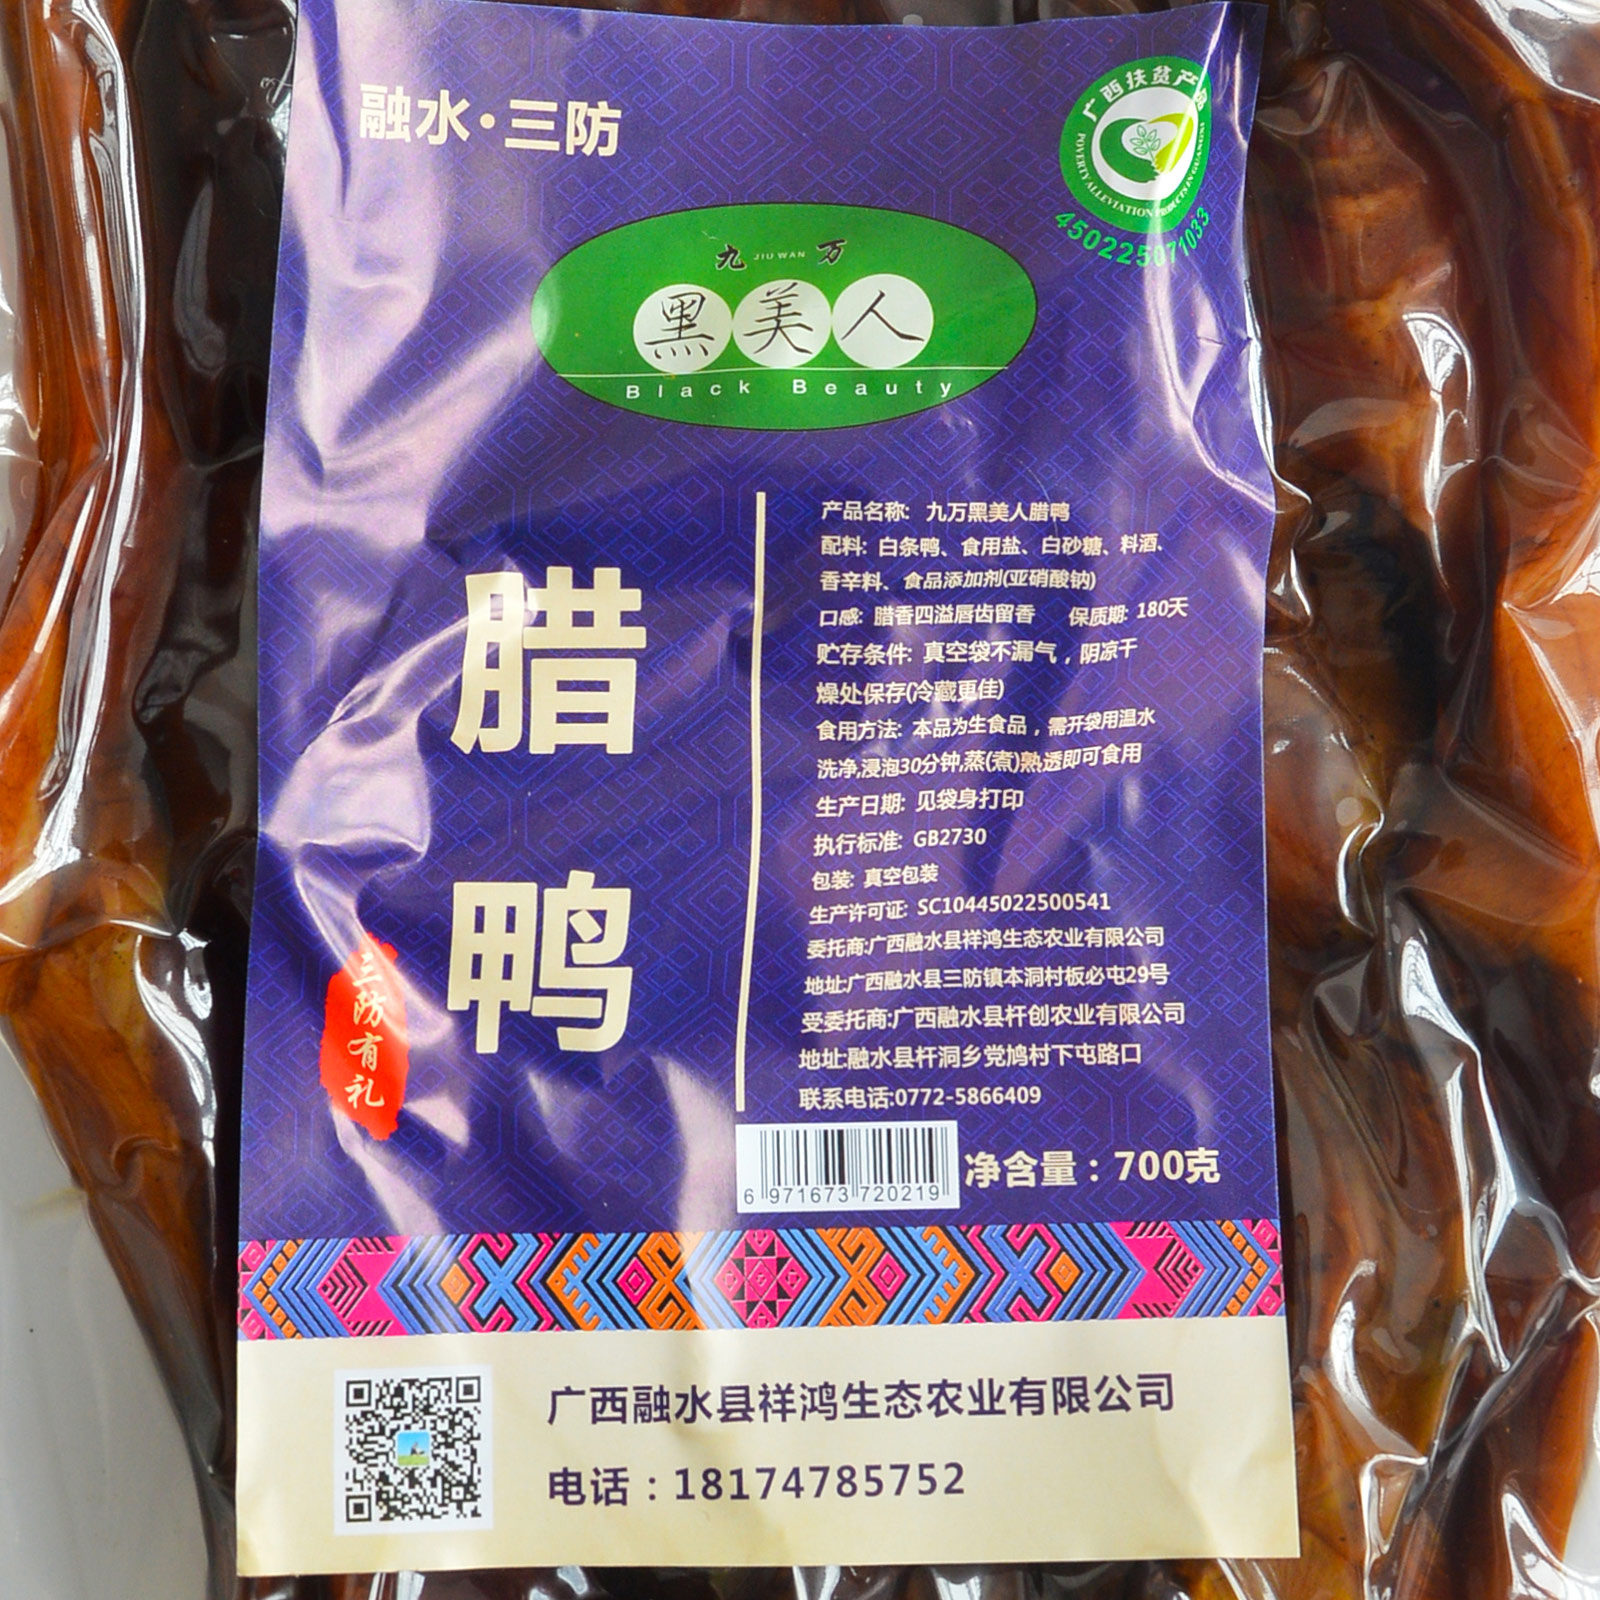 融水·三防
广西扶贫产品
POVERTY ALLEVIATION PRODUCTS IN GUANGXI
450225071033
九 JIU WAN 万
黑美人
Black Beauty
腊鸭
三防有礼
产品名称: 九万黑美人腊鸭
配料: 白条鸭、食用盐、白砂糖、料酒、
香辛料、食品添加剂(亚硝酸钠)
口感: 腊香四溢唇齿留香 保质期: 180天
贮存条件: 真空袋不漏气，阴凉干
燥处保存(冷藏更佳)
食用方法: 本品为生食品，需开袋用温水
洗净,浸泡30分钟,蒸(煮)熟透即可食用
生产日期: 见袋身打印
执行标准: GB2730
包装: 真空包装
生产许可证: SC10445022500541
委托商:广西融水县祥鸿生态农业有限公司
地址:广西融水县三防镇本洞村板必屯29号
受委托商:广西融水县杆创农业有限公司
地址:融水县杆洞乡党鸠村下屯路口
联系电话:0772-5866409
6 971673 720219
净含量：700克
广西融水县祥鸿生态农业有限公司
电话：18174785752